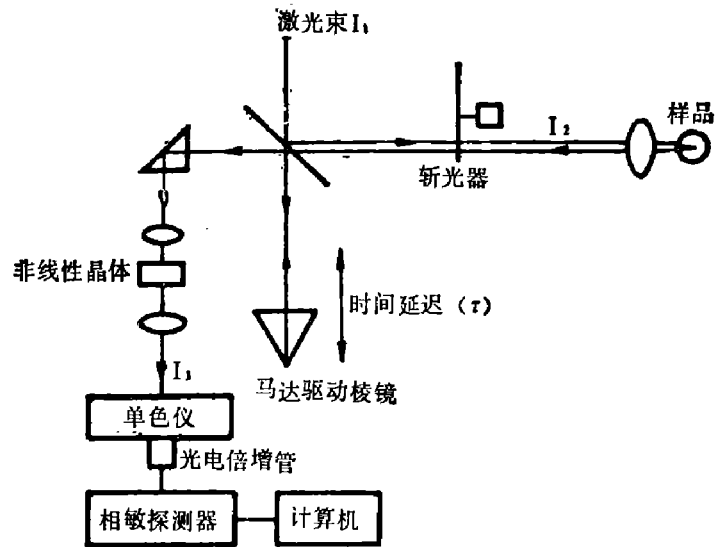 激光束I₁
样品
I₂
斩光器
非线性晶体
时间延迟（τ）
I₃
马达驱动棱镜
单色仪
光电倍增管
相敏探测器
计算机